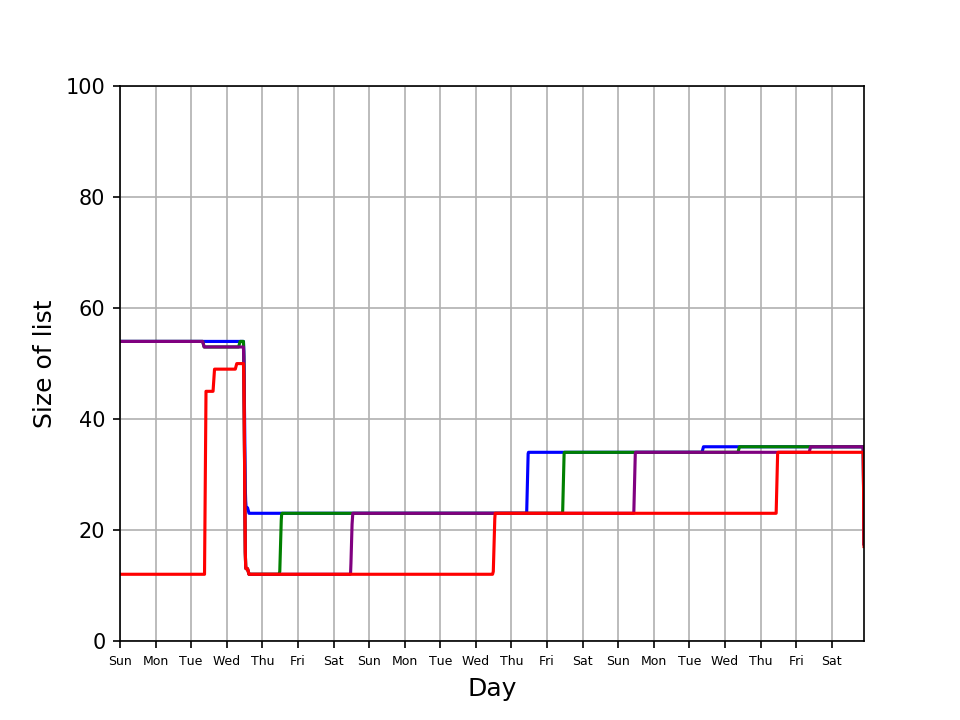 100
80
60
40
20
0
Size of list
Sun Mon Tue Wed Thu Fri Sat Sun Mon Tue Wed Thu Fri Sat Sun Mon Tue Wed Thu Fri Sat
Day